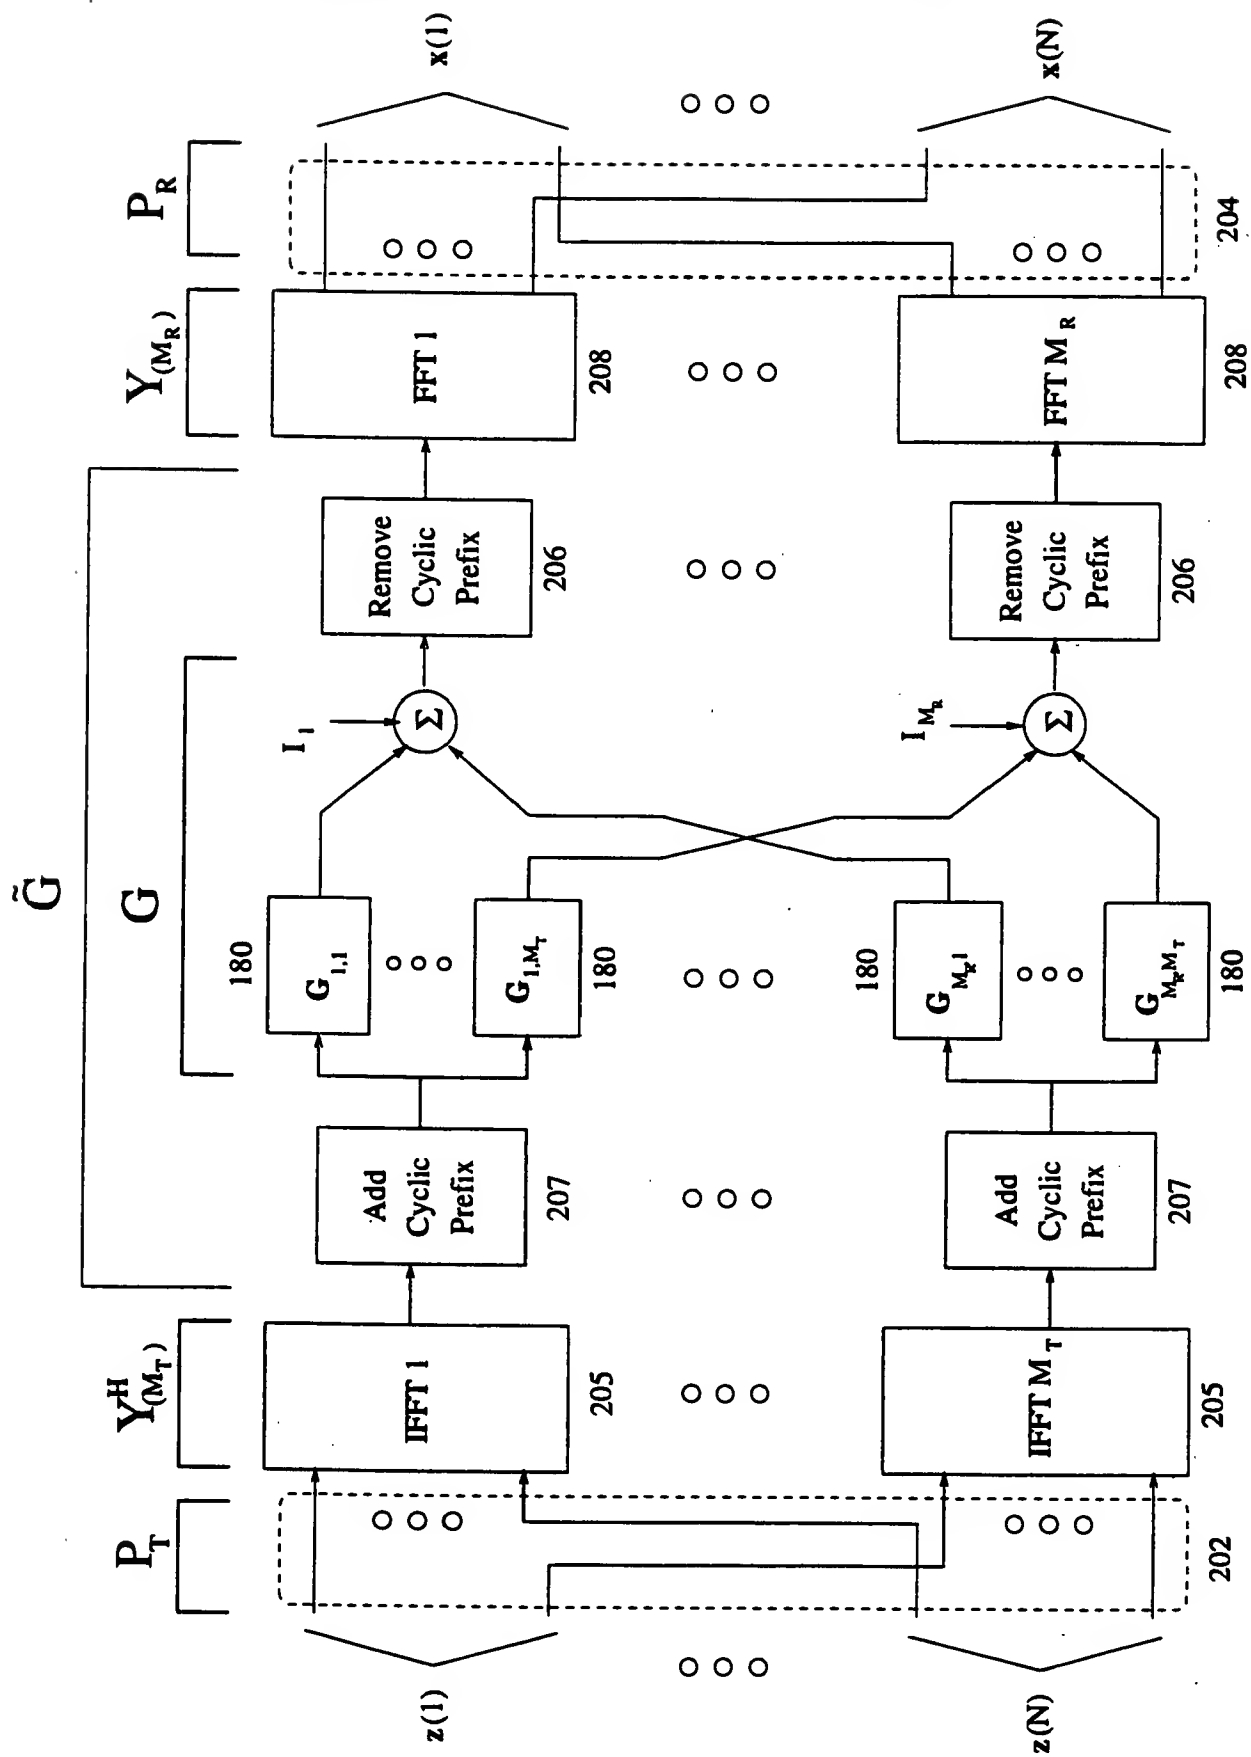 G̃
G
P_T
Y^H_(M_T)
Y_(M_R)
P_R
z(1)
IFFT 1
205
Add
Cyclic
Prefix
207
180
G_1,1
G_1,M_T
180
I_1
Σ
Remove
Cyclic
Prefix
206
FFT 1
208
x(1)
z(N)
IFFT M_T
205
Add
Cyclic
Prefix
207
180
G_M_R,1
G_M_R,M_T
180
I_M_R
Σ
Remove
Cyclic
Prefix
206
FFT M_R
208
x(N)
202
204